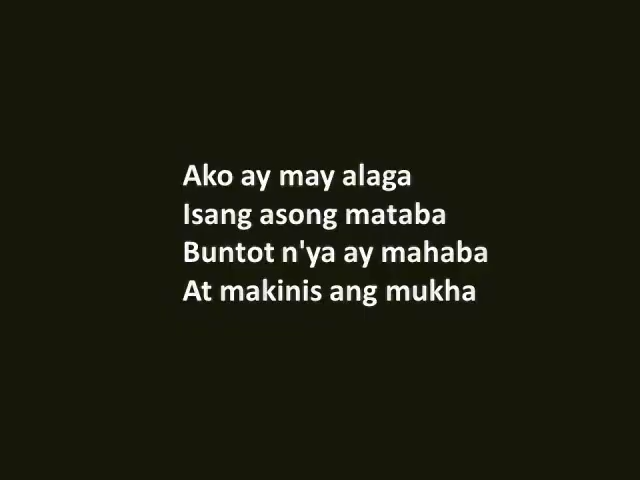 Ako ay may alaga
Isang asong mataba
Buntot n'ya ay mahaba
At makinis ang mukha